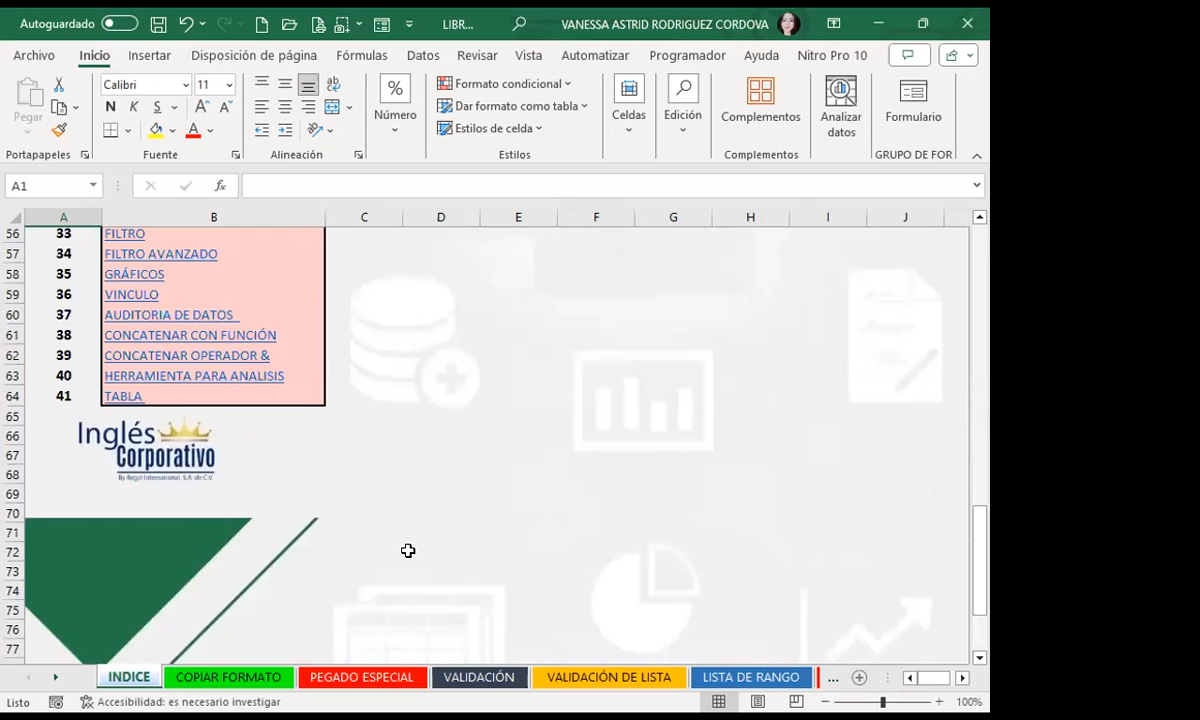 Autoguardado
LIBR...
VANESSA ASTRID RODRIGUEZ CORDOVA
Archivo Inicio Insertar Disposición de página Fórmulas Datos Revisar Vista Automatizar Programador Ayuda Nitro Pro 10
Pegar
Portapapeles
Calibri 11
N K S A A
A
Fuente
ab
Alineación
%
Número
Formato condicional
Dar formato como tabla
Estilos de celda
Estilos
Celdas
Edición
Complementos
Complementos
Analizar
datos
Formulario
GRUPO DE FOR
A1
fx
A B C D E F G H I J
56 33 FILTRO
57 34 FILTRO AVANZADO
58 35 GRÁFICOS
59 36 VINCULO
60 37 AUDITORIA DE DATOS
61 38 CONCATENAR CON FUNCIÓN
62 39 CONCATENAR OPERADOR &
63 40 HERRAMIENTA PARA ANALISIS
64 41 TABLA
65
66
67
68
69
70
71
72
73
74
75
76
77
Inglés
Corporativo
By Regut Internacional. S.A. de C.V.
INDICE COPIAR FORMATO PEGADO ESPECIAL VALIDACIÓN VALIDACIÓN DE LISTA LISTA DE RANGO ...
Listo
Accesibilidad: es necesario investigar
100%